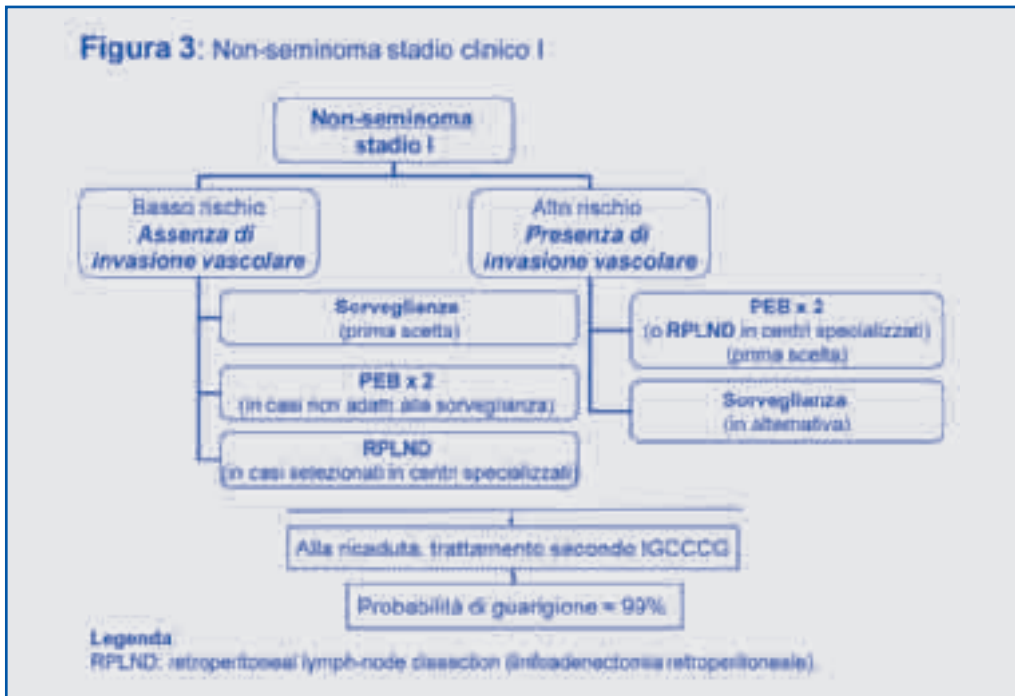 Figura 3: Non-seminoma stadio clinico I
Non-seminoma
stadio I
Basso rischio
Assenza di
invasione vascolare
Alto rischio
Presenza di
invasione vascolare
Sorveglianza
(prima scelta)
PEB x 2
(in casi non adatti alla sorveglianza)
RPLND
(in casi selezionati in centri specializzati)
PEB x 2
(o RPLND in centri specializzati)
(prima scelta)
Sorveglianza
(in alternativa)
Alla ricaduta, trattamento secondo IGCCCG
Probabilità di guarigione = 99%
Legenda
RPLND: retroperitoneal lymph-node dissection (linfoadenectomia retroperitoneale).